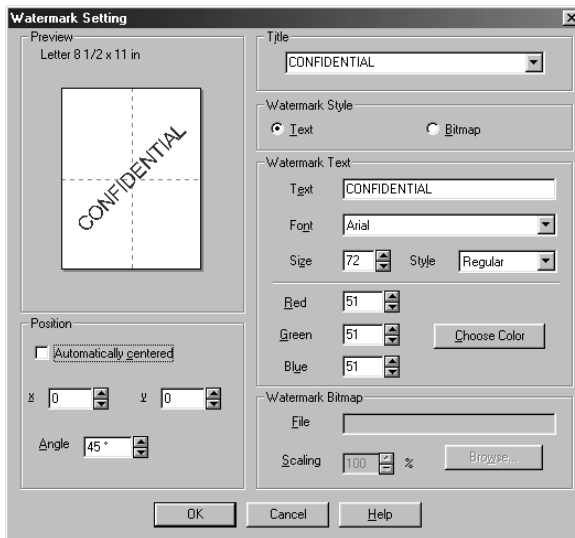 Watermark Setting
Preview
Letter 8 1/2 x 11 in
CONFIDENTIAL
Position
Automatically centered
x 0 y 0
Angle 45 °
Title
CONFIDENTIAL
Watermark Style
Text Bitmap
Watermark Text
Text CONFIDENTIAL
Font Arial
Size 72 Style Regular
Red 51
Green 51 Choose Color
Blue 51
Watermark Bitmap
File
Scaling 100 % Browse...
OK Cancel Help